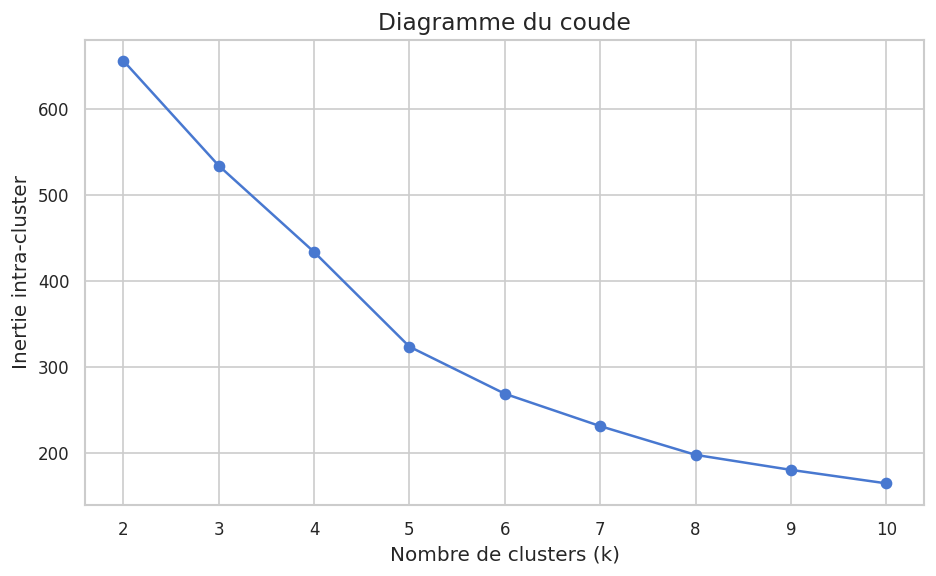 Diagramme du coude
Inertie intra-cluster
600
500
400
300
200
2 3 4 5 6 7 8 9 10
Nombre de clusters (k)